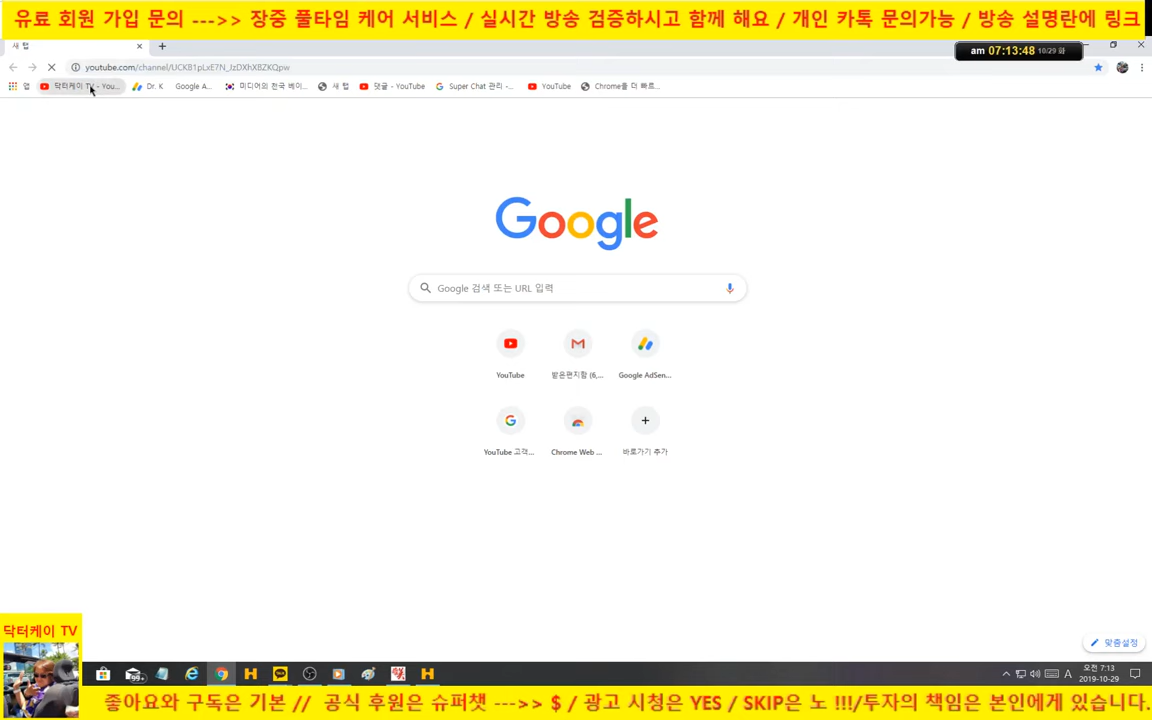 유료 회원 가입 문의 --->> 장중 풀타임 케어 서비스 / 실시간 방송 검증하시고 함께 해요 / 개인 카톡 문의가능 / 방송 설명란에 링크
새 탭
am 07:13:48 10/29 화
youtube.com/channel/UCKB1pLxE7N_JzDXhXBZKQpw
앱 닥터케이 TV - You... Dr. K Google A... 미디어의 천국 베이... 새 탭 댓글 - YouTube Super Chat 관리 -... YouTube Chrome를 더 빠르...
Google
Google 검색 또는 URL 입력
YouTube 받은편지함 (6,... Google AdSen...
YouTube 고객... Chrome Web ... 바로가기 추가
맞춤설정
닥터케이 TV
99+
A
오전 7:13
2019-10-29
좋아요와 구독은 기본 // 공식 후원은 슈퍼챗 --->> $ / 광고 시청은 YES / SKIP은 노 !!!/투자의 책임은 본인에게 있습니다.